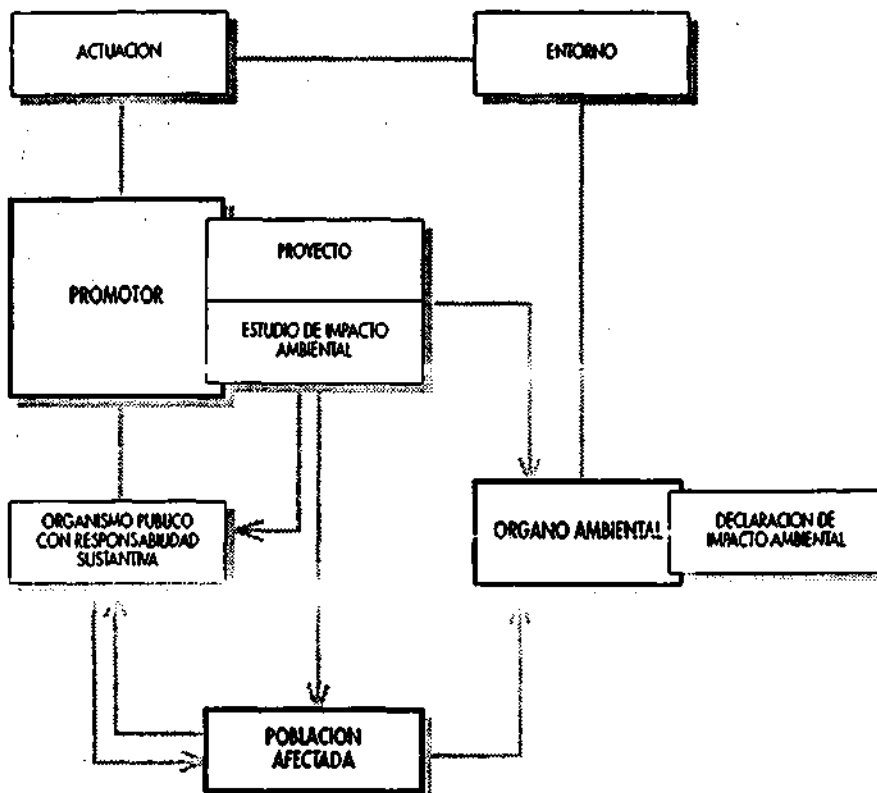 ACTUACION
ENTORNO
PROMOTOR
PROYECTO
ESTUDIO DE IMPACTO
AMBIENTAL
ORGANISMO PUBLICO
CON RESPONSABILIDAD
SUSTANTIVA
ORGANO AMBIENTAL
DECLARACION DE
IMPACTO AMBIENTAL
POBLACION
AFECTADA